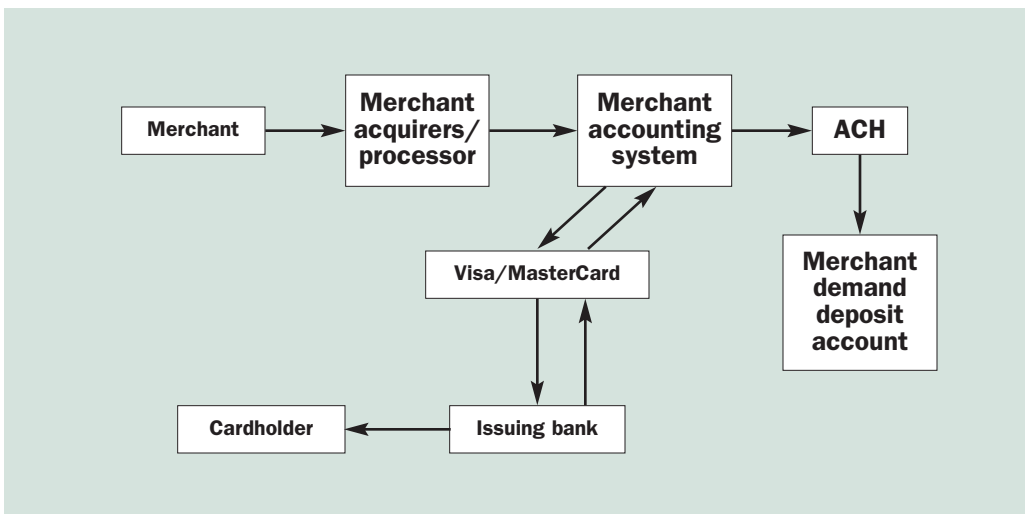 Merchant
Merchant
acquirers/
processor
Merchant
accounting
system
ACH
Visa/MasterCard
Merchant
demand
deposit
account
Cardholder
Issuing bank